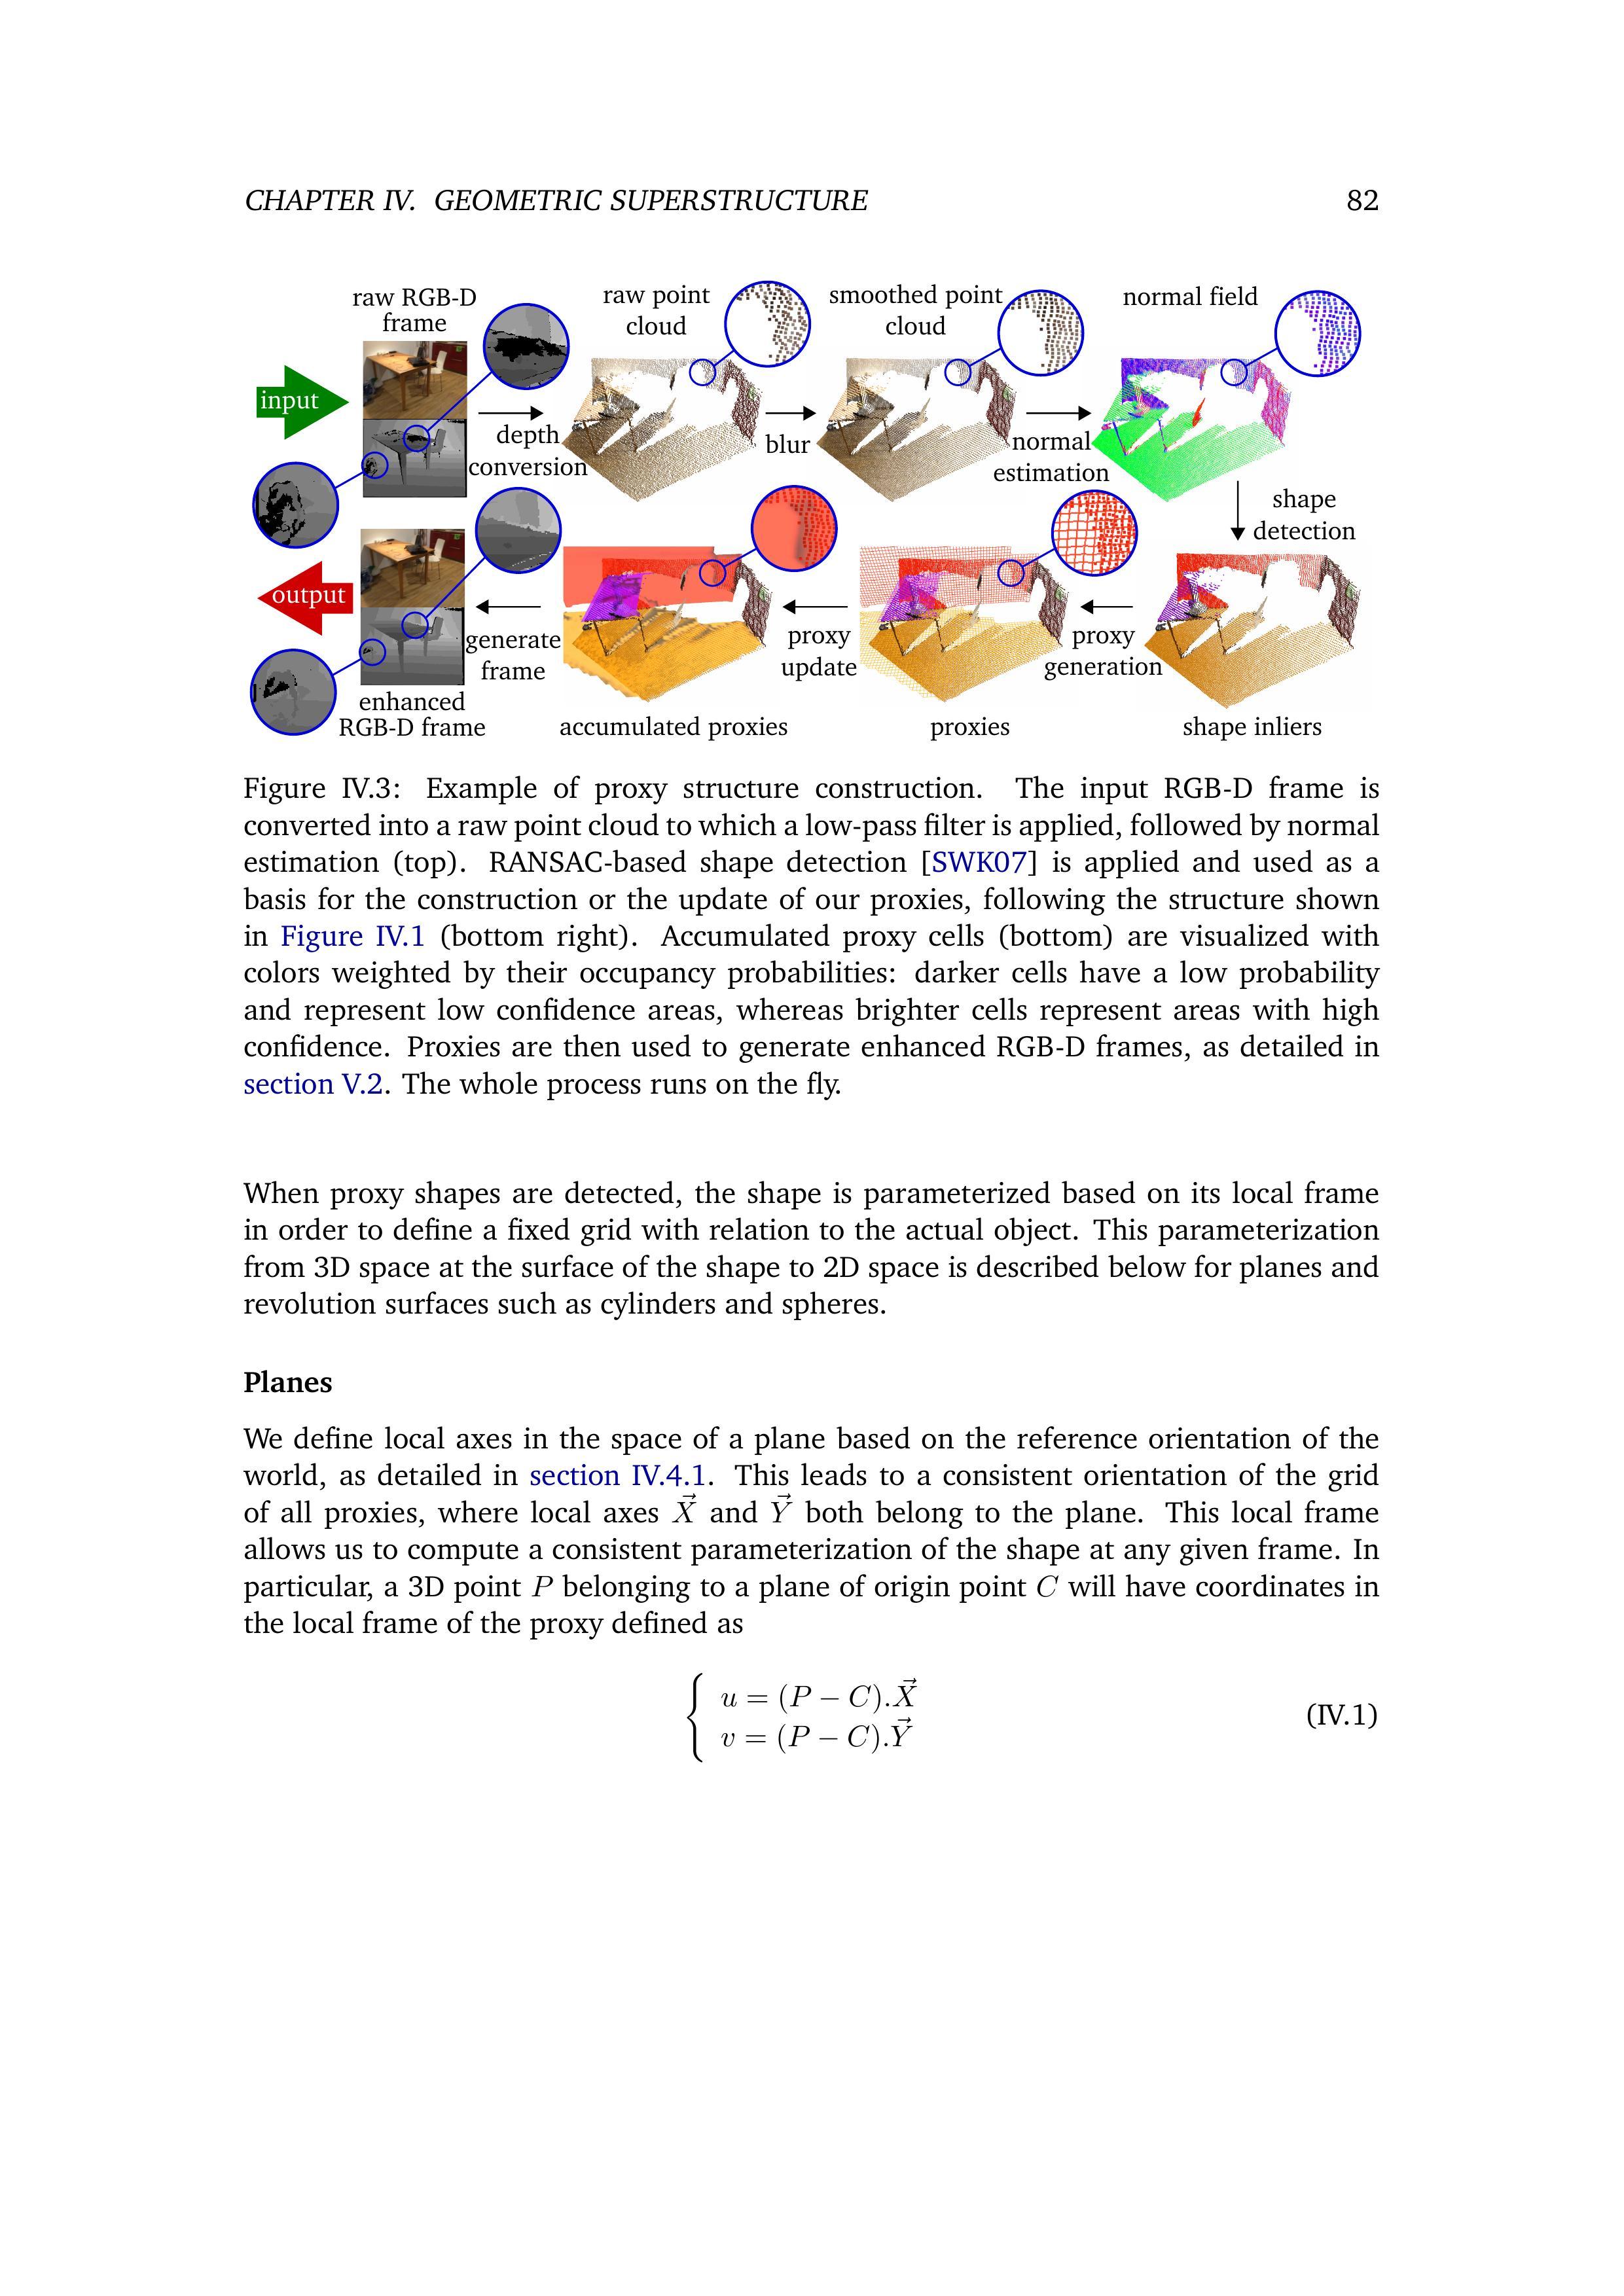 CHAPTER IV. GEOMETRIC SUPERSTRUCTURE 82
raw RGB-D
frame
raw point
cloud
smoothed point
cloud
normal field
input
depth
conversion
blur
normal
estimation
shape
detection
output
generate
frame
proxy
update
proxy
generation
enhanced
RGB-D frame
accumulated proxies
proxies
shape inliers
Figure IV.3: Example of proxy structure construction. The input RGB-D frame is
converted into a raw point cloud to which a low-pass filter is applied, followed by normal
estimation (top). RANSAC-based shape detection [SWK07] is applied and used as a
basis for the construction or the update of our proxies, following the structure shown
in Figure IV.1 (bottom right). Accumulated proxy cells (bottom) are visualized with
colors weighted by their occupancy probabilities: darker cells have a low probability
and represent low confidence areas, whereas brighter cells represent areas with high
confidence. Proxies are then used to generate enhanced RGB-D frames, as detailed in
section V.2. The whole process runs on the fly.
When proxy shapes are detected, the shape is parameterized based on its local frame
in order to define a fixed grid with relation to the actual object. This parameterization
from 3D space at the surface of the shape to 2D space is described below for planes and
revolution surfaces such as cylinders and spheres.
Planes
We define local axes in the space of a plane based on the reference orientation of the
world, as detailed in section IV.4.1. This leads to a consistent orientation of the grid
of all proxies, where local axes X⃗ and Y⃗ both belong to the plane. This local frame
allows us to compute a consistent parameterization of the shape at any given frame. In
particular, a 3D point P belonging to a plane of origin point C will have coordinates in
the local frame of the proxy defined as
u = (P − C).X⃗
v = (P − C).Y⃗
(IV.1)